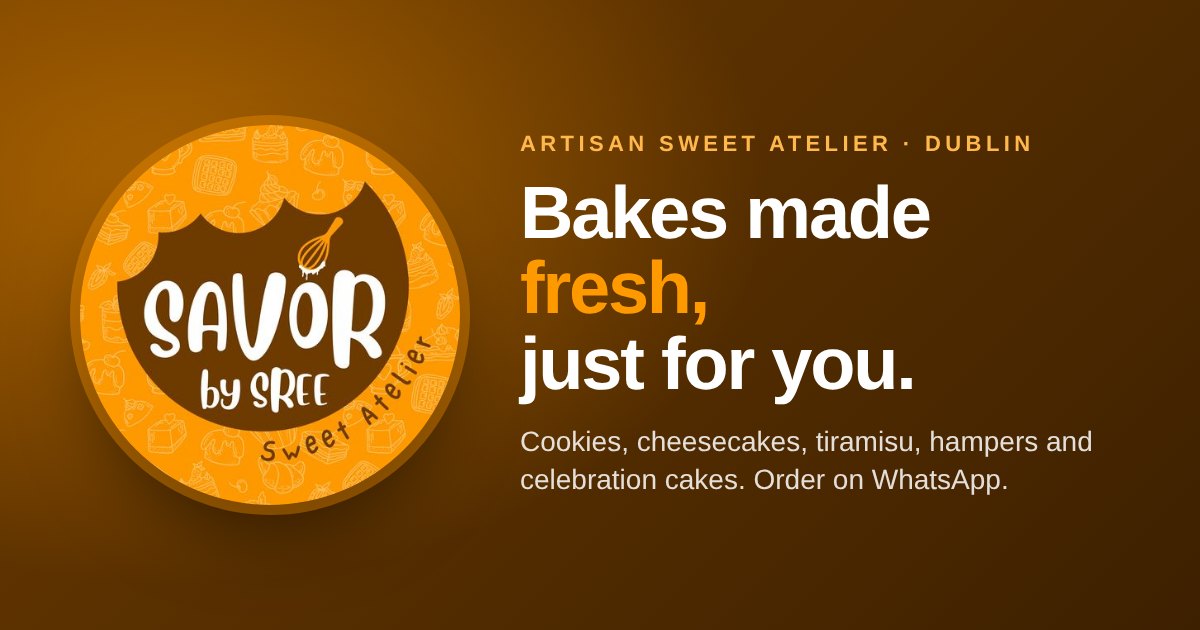 SAVOR
by SREE
Sweet Atelier
ARTISAN SWEET ATELIER · DUBLIN
Bakes made
fresh,
just for you.
Cookies, cheesecakes, tiramisu, hampers and
celebration cakes. Order on WhatsApp.